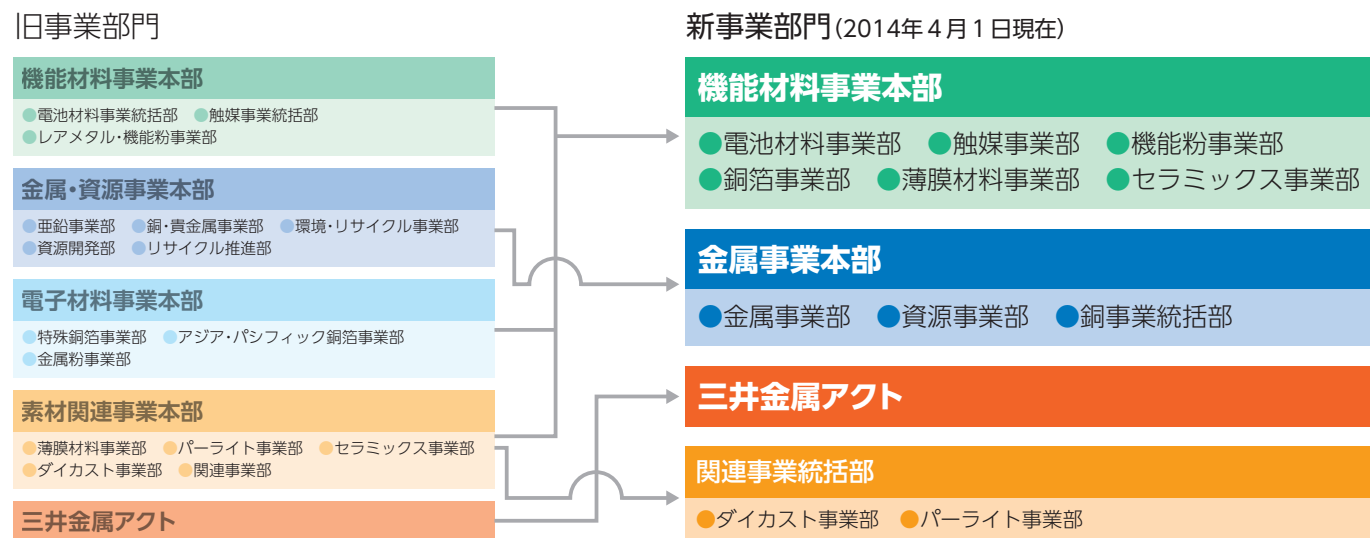 旧事業部門
機能材料事業本部
●電池材料事業統括部 ●触媒事業統括部
●レアメタル・機能粉事業部
金属・資源事業本部
●亜鉛事業部 ●銅・貴金属事業部 ●環境・リサイクル事業部
●資源開発部 ●リサイクル推進部
電子材料事業本部
●特殊銅箔事業部 ●アジア・パシフィック銅箔事業部
●金属粉事業部
素材関連事業本部
●薄膜材料事業部 ●パーライト事業部 ●セラミックス事業部
●ダイカスト事業部 ●関連事業部
三井金属アクト
新事業部門(2014年4月1日現在)
機能材料事業本部
●電池材料事業部 ●触媒事業部 ●機能粉事業部
●銅箔事業部 ●薄膜材料事業部 ●セラミックス事業部
金属事業本部
●金属事業部 ●資源事業部 ●銅事業統括部
三井金属アクト
関連事業統括部
●ダイカスト事業部 ●パーライト事業部